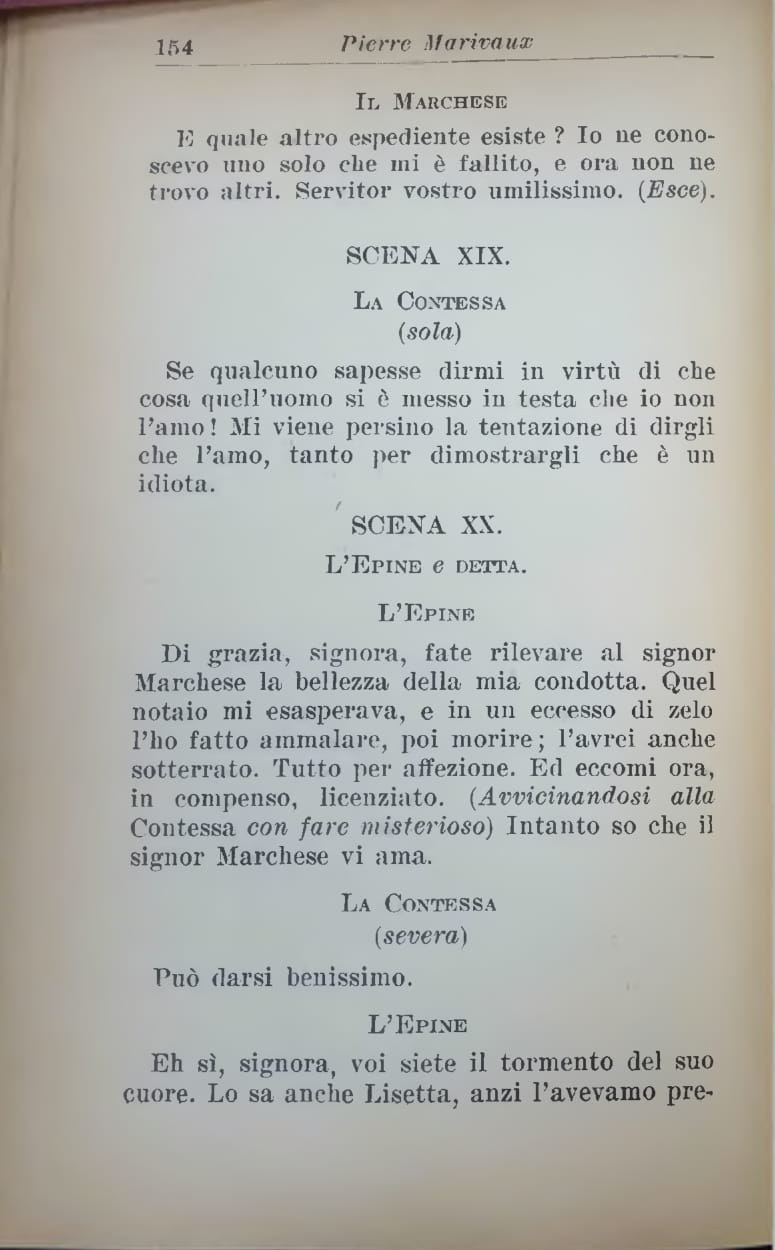 154 Pierre Marivaux
Il Marchese
E quale altro espediente esiste ? Io ne cono-
scevo uno solo che mi è fallito, e ora non ne
trovo altri. Servitor vostro umilissimo. (Esce).
SCENA XIX.
La Contessa
(sola)
Se qualcuno sapesse dirmi in virtù di che
cosa quell'uomo si è messo in testa che io non
l'amo! Mi viene persino la tentazione di dirgli
che l'amo, tanto per dimostrargli che è un
idiota.
SCENA XX.
L'Epine e detta.
L'Epine
Di grazia, signora, fate rilevare al signor
Marchese la bellezza della mia condotta. Quel
notaio mi esasperava, e in un eccesso di zelo
l'ho fatto ammalare, poi morire; l'avrei anche
sotterrato. Tutto per affezione. Ed eccomi ora,
in compenso, licenziato. (Avvicinandosi alla
Contessa con fare misterioso) Intanto so che il
signor Marchese vi ama.
La Contessa
(severa)
Può darsi benissimo.
L'Epine
Eh sì, signora, voi siete il tormento del suo
cuore. Lo sa anche Lisetta, anzi l'avevamo pre-